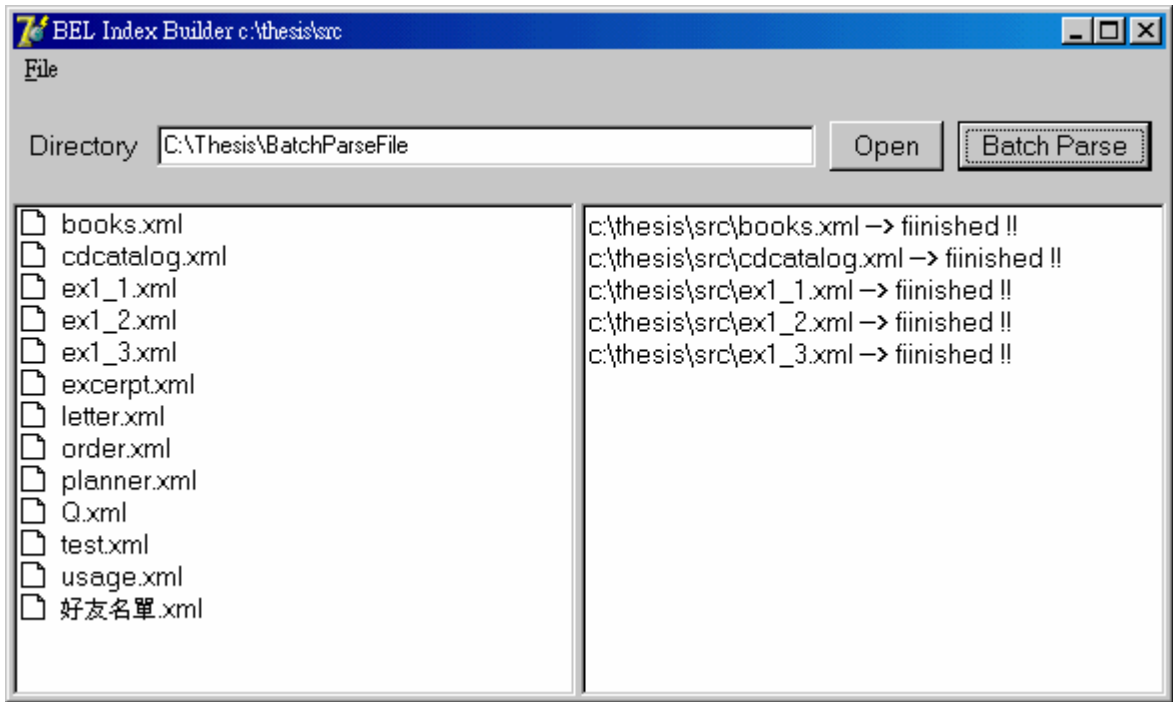 BEL Index Builder c:\thesis\src
File
Directory C:\Thesis\BatchParseFile Open Batch Parse
books.xml
cdcatalog.xml
ex1_1.xml
ex1_2.xml
ex1_3.xml
excerpt.xml
letter.xml
order.xml
planner.xml
Q.xml
test.xml
usage.xml
好友名單.xml
c:\thesis\src\books.xml --> fiinished !!
c:\thesis\src\cdcatalog.xml --> fiinished !!
c:\thesis\src\ex1_1.xml --> fiinished !!
c:\thesis\src\ex1_2.xml --> fiinished !!
c:\thesis\src\ex1_3.xml --> fiinished !!